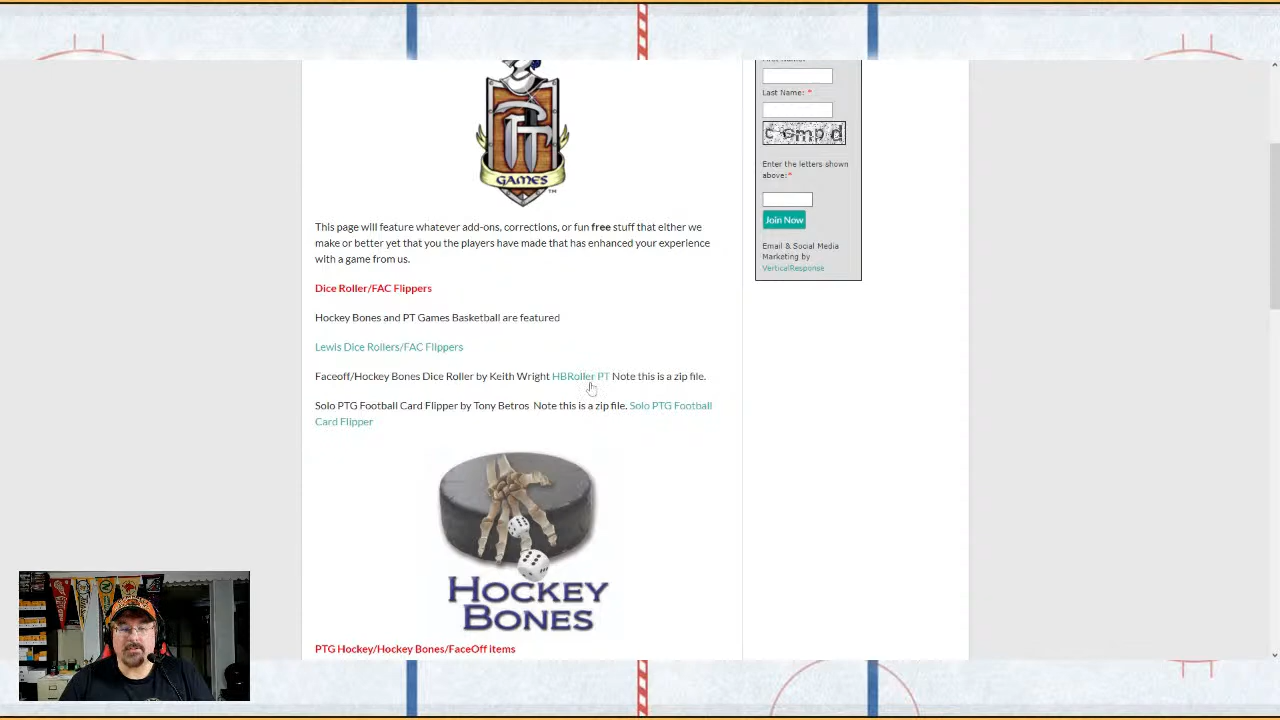 PT
GAMES
This page will feature whatever add-ons, corrections, or fun free stuff that either we
make or better yet that you the players have made that has enhanced your experience
with a game from us.
Dice Roller/FAC Flippers
Hockey Bones and PT Games Basketball are featured
Lewis Dice Rollers/FAC Flippers
Faceoff/Hockey Bones Dice Roller by Keith Wright HBRoller PT Note this is a zip file.
Solo PTG Football Card Flipper by Tony Betros  Note this is a zip file. Solo PTG Football
Card Flipper
HOCKEY
BONES
PTG Hockey/Hockey Bones/FaceOff items
Last Name: *
Enter the letters shown
above:*
Join Now
Email & Social Media
Marketing by
VerticalResponse